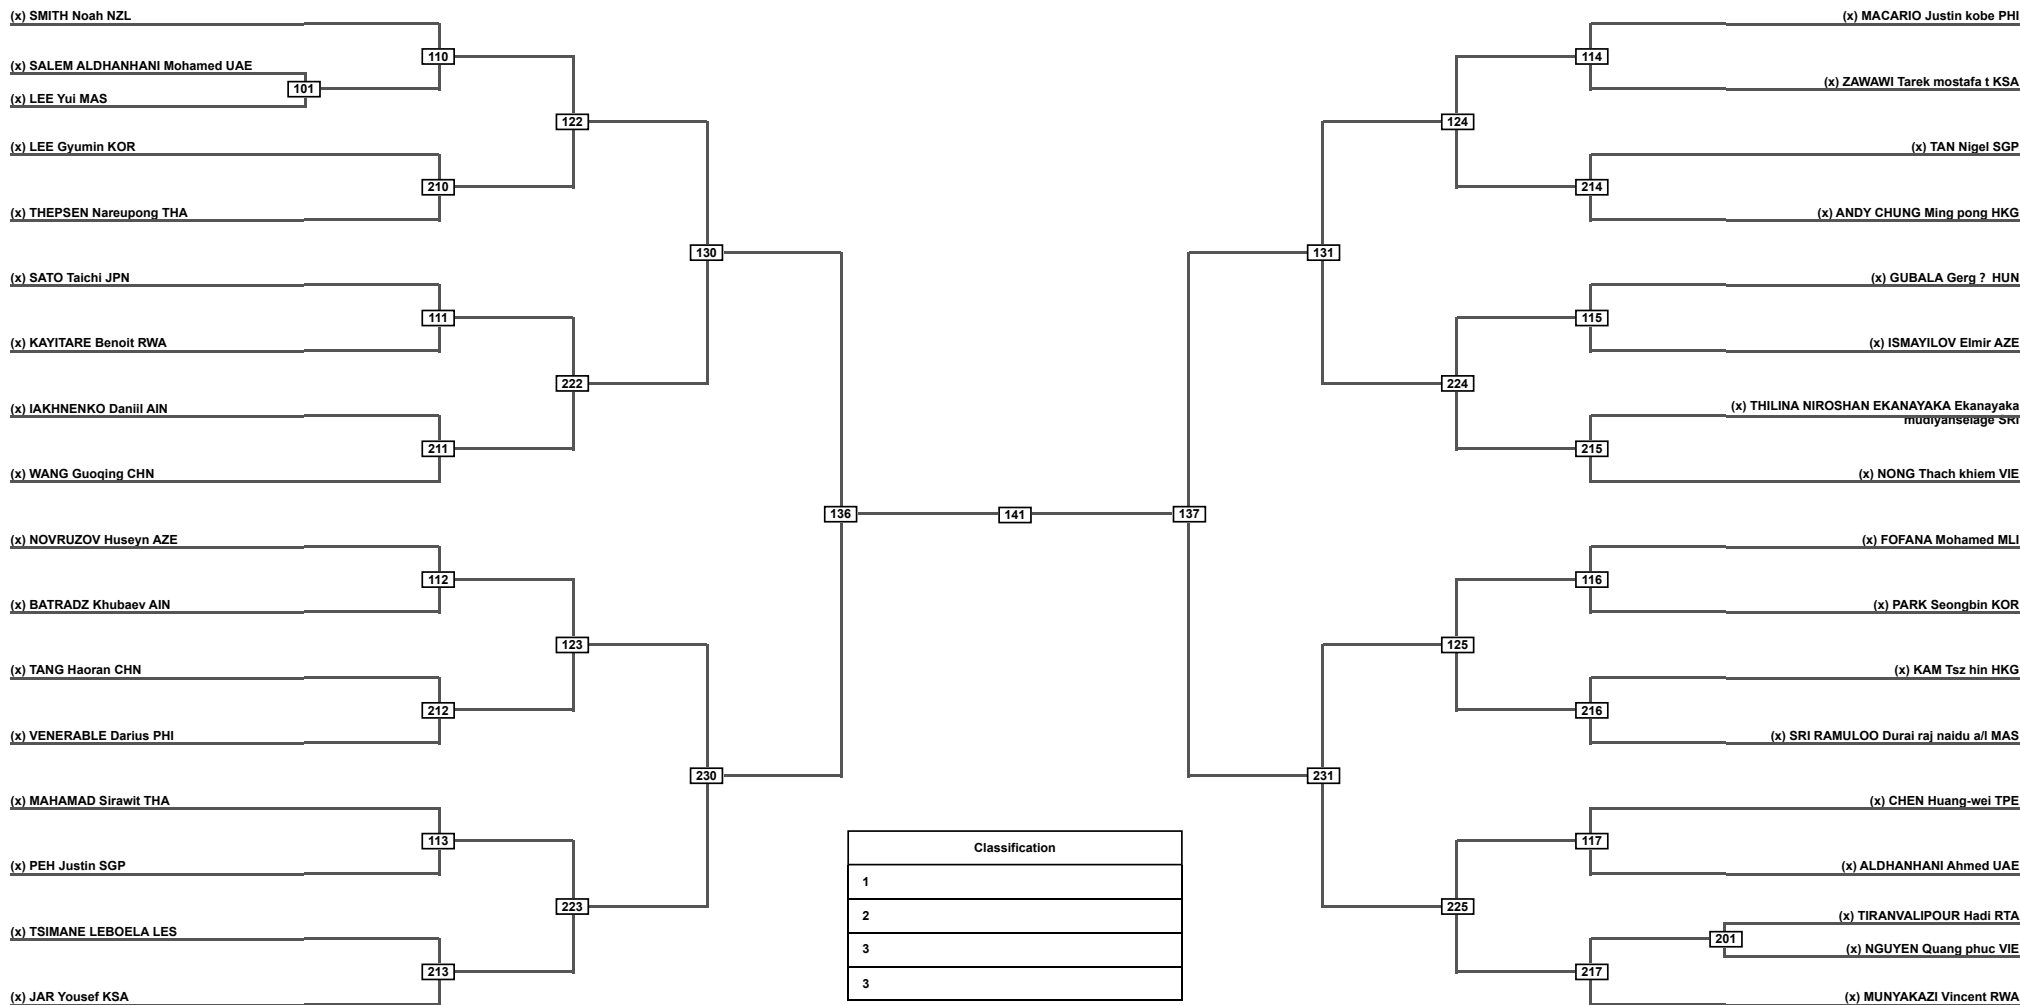 (x) SMITH Noah NZL
110
(x) SALEM ALDHANHANI Mohamed UAE
101
(x) LEE Yui MAS
122
(x) LEE Gyumin KOR
210
(x) THEPSEN Nareupong THA
130
(x) SATO Taichi JPN
111
(x) KAYITARE Benoit RWA
222
(x) IAKHNENKO Daniil AIN
211
(x) WANG Guoqing CHN
136
(x) NOVRUZOV Huseyn AZE
112
(x) BATRADZ Khubaev AIN
123
(x) TANG Haoran CHN
212
(x) VENERABLE Darius PHI
230
(x) MAHAMAD Sirawit THA
113
(x) PEH Justin SGP
223
(x) TSIMANE LEBOELA LES
213
(x) JAR Yousef KSA
141
Classification
1
2
3
3
(x) MACARIO Justin kobe PHI
114
(x) ZAWAWI Tarek mostafa t KSA
124
(x) TAN Nigel SGP
214
(x) ANDY CHUNG Ming pong HKG
131
(x) GUBALA Gerg ? HUN
115
(x) ISMAYILOV Elmir AZE
224
(x) THILINA NIROSHAN EKANAYAKA Ekanayaka
mudiyanselage SRI
215
(x) NONG Thach khiem VIE
137
(x) FOFANA Mohamed MLI
116
(x) PARK Seongbin KOR
125
(x) KAM Tsz hin HKG
216
(x) SRI RAMULOO Durai raj naidu a/l MAS
231
(x) CHEN Huang-wei TPE
117
(x) ALDHANHANI Ahmed UAE
225
(x) TIRANVALIPOUR Hadi RTA
201
(x) NGUYEN Quang phuc VIE
217
(x) MUNYAKAZI Vincent RWA